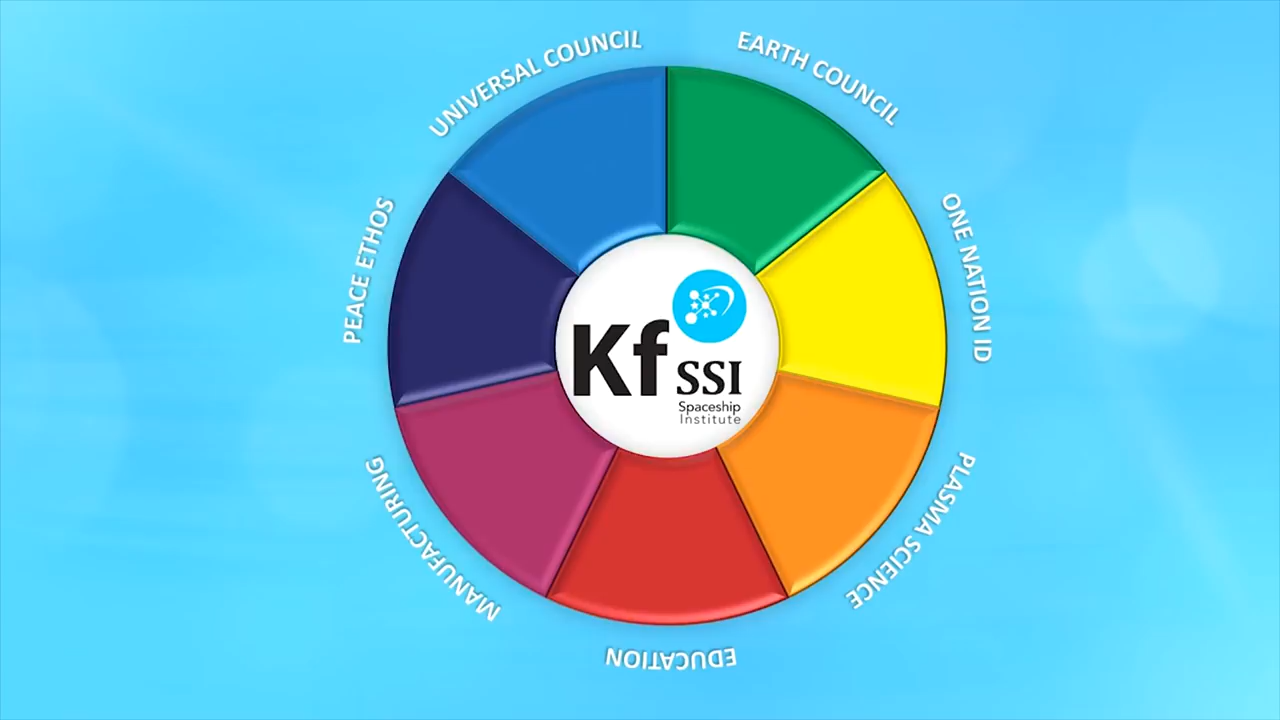 UNIVERSAL COUNCIL
EARTH COUNCIL
ONE NATION ID
PLASMA SCIENCE
EDUCATION
MANUFACTURING
PEACE ETHOS
Kf SSI
Spaceship
Institute